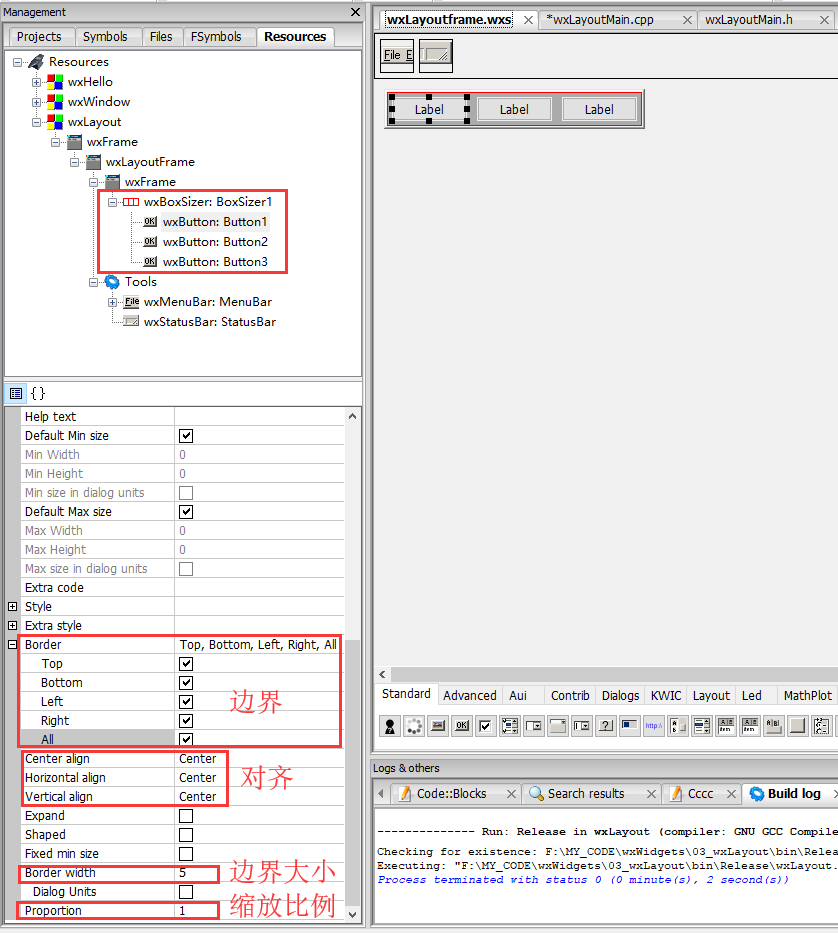 Management
Projects Symbols Files FSymbols Resources
Resources
wxHello
wxWindow
wxLayout
wxFrame
wxLayoutFrame
wxFrame
wxBoxSizer: BoxSizer1
OK wxButton: Button1
OK wxButton: Button2
OK wxButton: Button3
Tools
File wxMenuBar: MenuBar
wxStatusBar: StatusBar
{}
Help text
Default Min size
Min Width 0
Min Height 0
Min size in dialog units
Default Max size
Max Width 0
Max Height 0
Max size in dialog units
Extra code
Style
Extra style
Border Top, Bottom, Left, Right, All
Top
Bottom
Left
Right
All
边界
Center align Center
Horizontal align Center
Vertical align Center
对齐
Expand
Shaped
Fixed min size
Border width 5
边界大小
Dialog Units
Proportion 1
缩放比例
wxLayoutframe.wxs *wxLayoutMain.cpp wxLayoutMain.h
File E
Label Label Label
Standard Advanced Aui Contrib Dialogs KWIC Layout Led MathPlot
OK ? http:\\
Logs & others
Code::Blocks Search results Cccc Build log
-------------- Run: Release in wxLayout (compiler: GNU GCC Compile
Checking for existence: F:\MY_CODE\wxWidgets\03_wxLayout\bin\Relea
Executing: "F:\MY_CODE\wxWidgets\03_wxLayout\bin\Release\wxLayout.
Process terminated with status 0 (0 minute(s), 2 second(s))